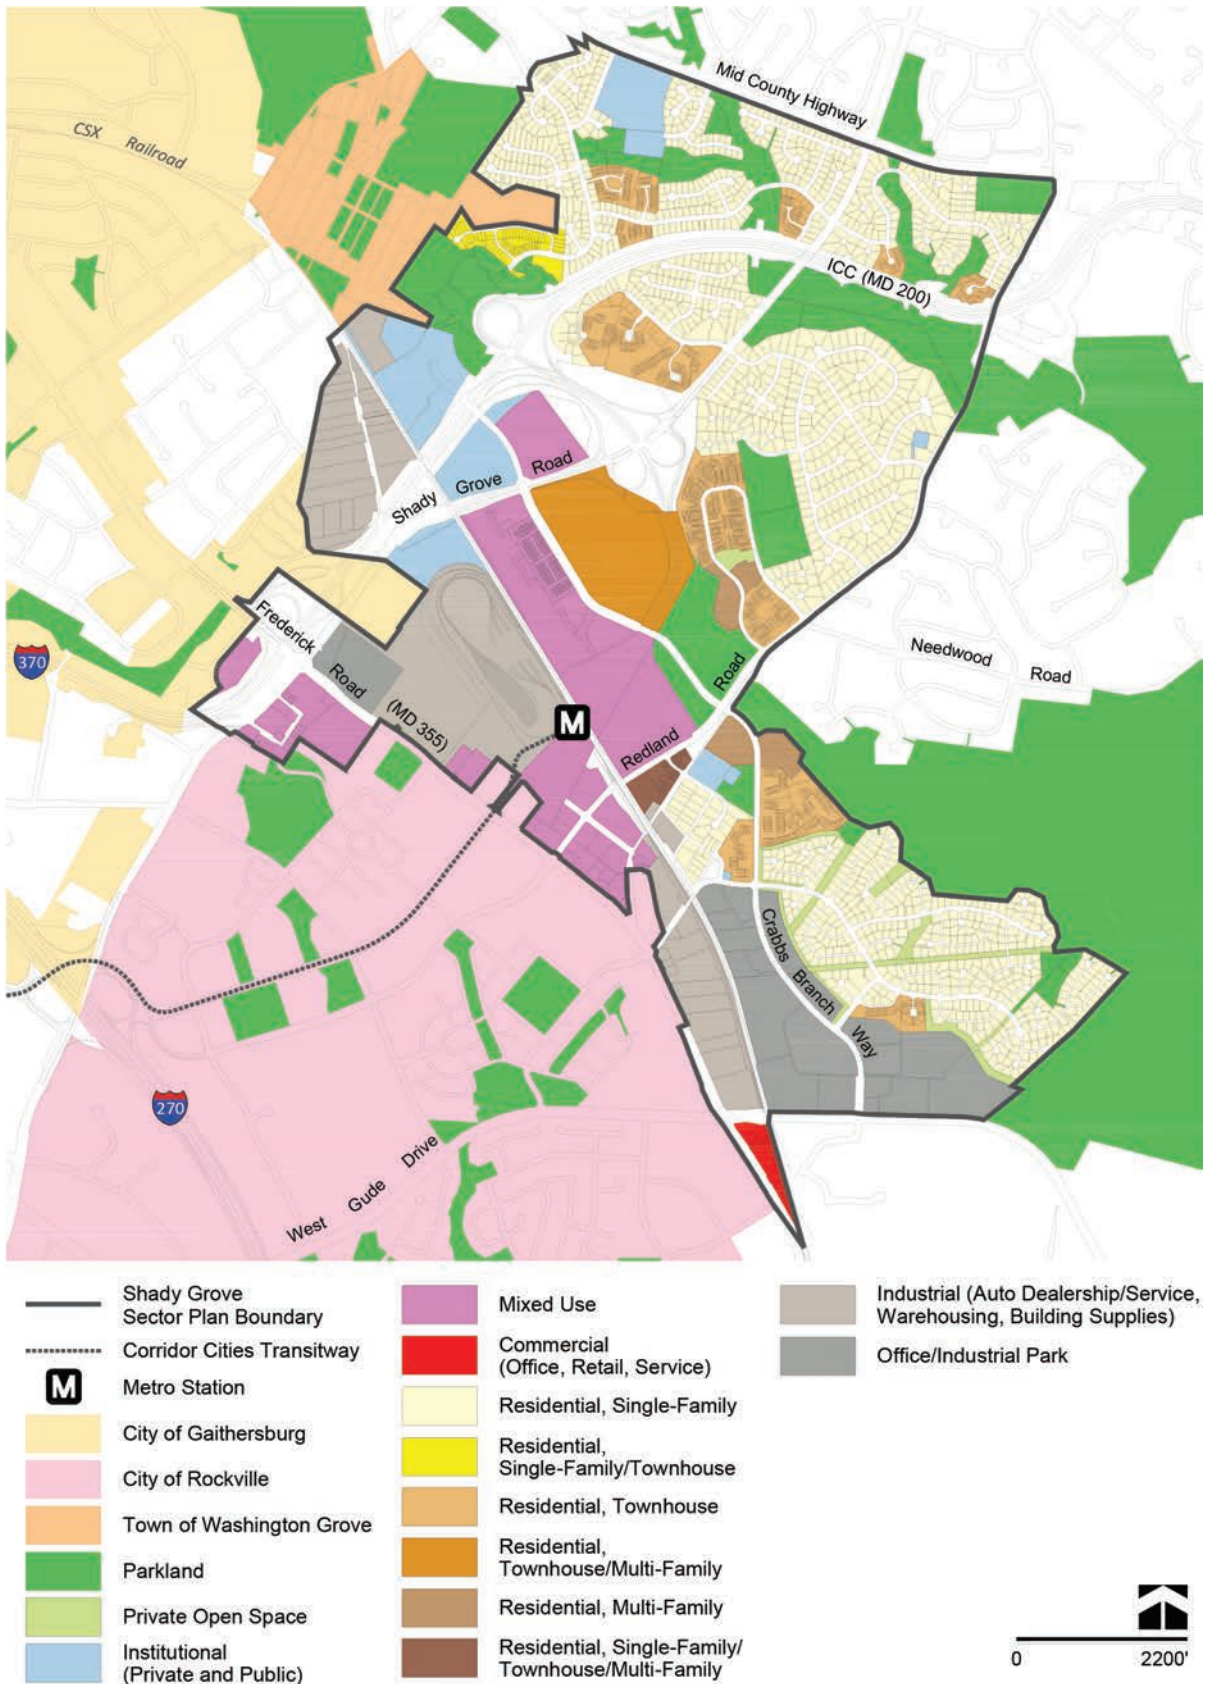 Mid County Highway
CSX Railroad
ICC (MD 200)
Shady Grove Road
Frederick Road (MD 355)
370
Needwood Road
Redland Road
M
Crabbs Branch Way
270
West Gude Drive
Shady Grove
Sector Plan Boundary
Corridor Cities Transitway
M
Metro Station
City of Gaithersburg
City of Rockville
Town of Washington Grove
Parkland
Private Open Space
Institutional
(Private and Public)
Mixed Use
Commercial
(Office, Retail, Service)
Residential, Single-Family
Residential,
Single-Family/Townhouse
Residential, Townhouse
Residential,
Townhouse/Multi-Family
Residential, Multi-Family
Residential, Single-Family/
Townhouse/Multi-Family
Industrial (Auto Dealership/Service,
Warehousing, Building Supplies)
Office/Industrial Park
0 2200'